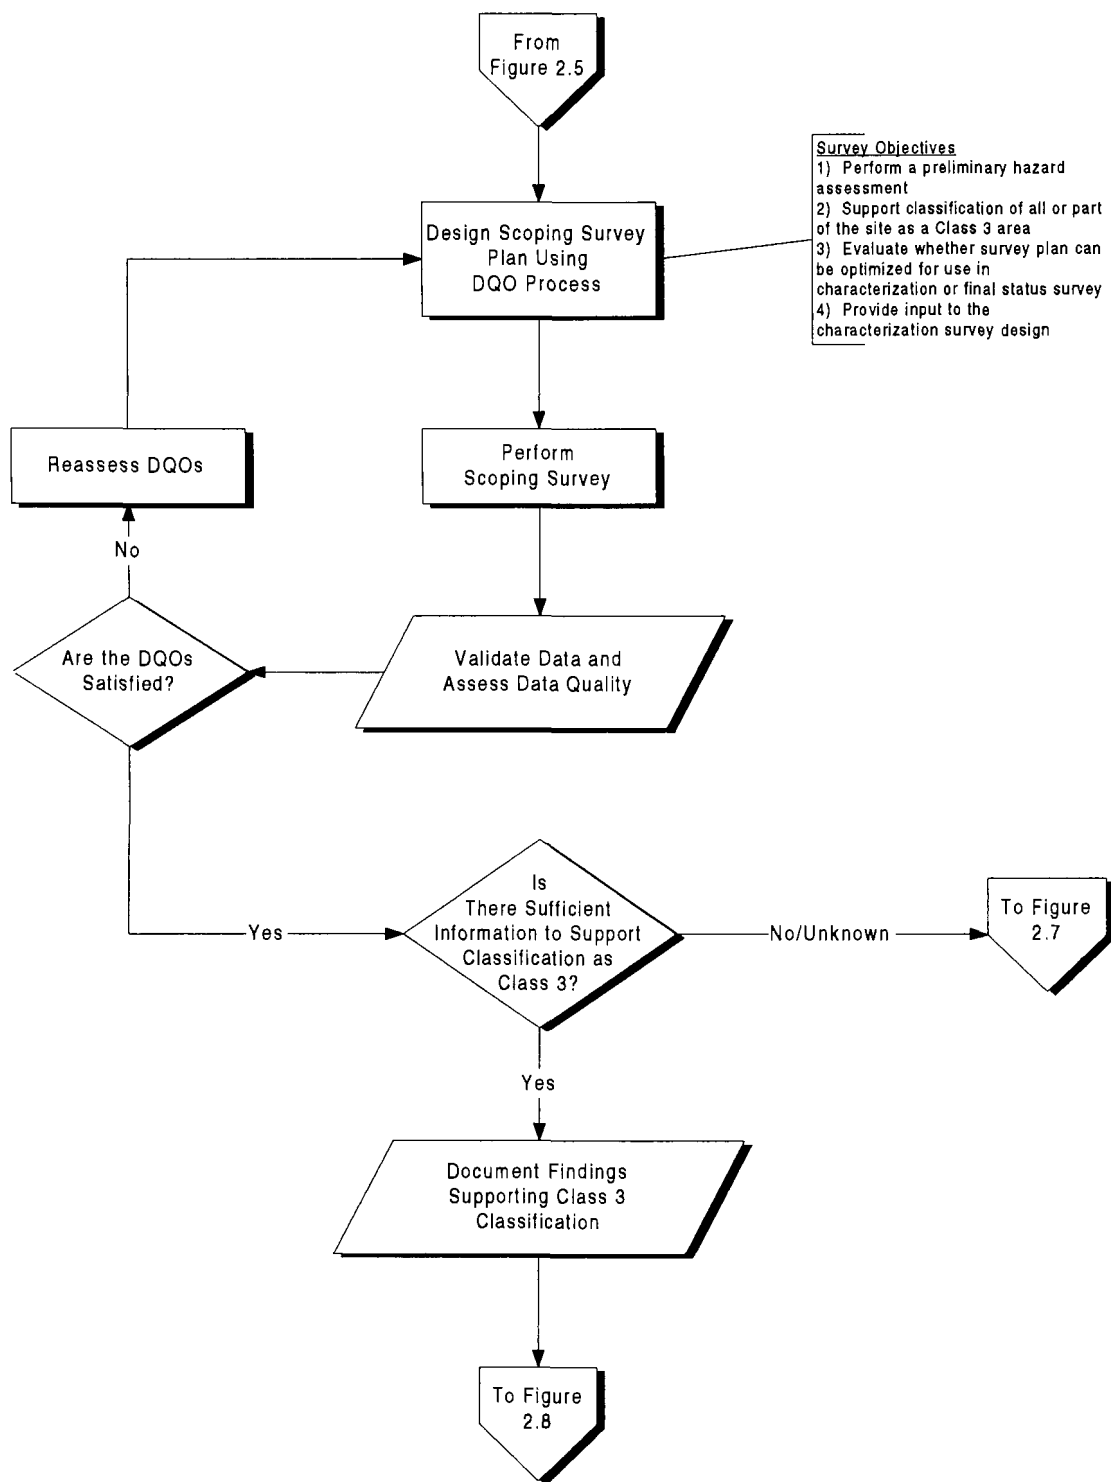 From
Figure 2.5
Survey Objectives
1) Perform a preliminary hazard
assessment
2) Support classification of all or part
of the site as a Class 3 area
3) Evaluate whether survey plan can
be optimized for use in
characterization or final status survey
4) Provide input to the
characterization survey design
Design Scoping Survey
Plan Using
DQO Process
Reassess DQOs
Perform
Scoping Survey
No
Are the DQOs
Satisfied?
Validate Data and
Assess Data Quality
Yes
Is
There Sufficient
Information to Support
Classification as
Class 3?
No/Unknown
To Figure
2.7
Yes
Document Findings
Supporting Class 3
Classification
To Figure
2.8